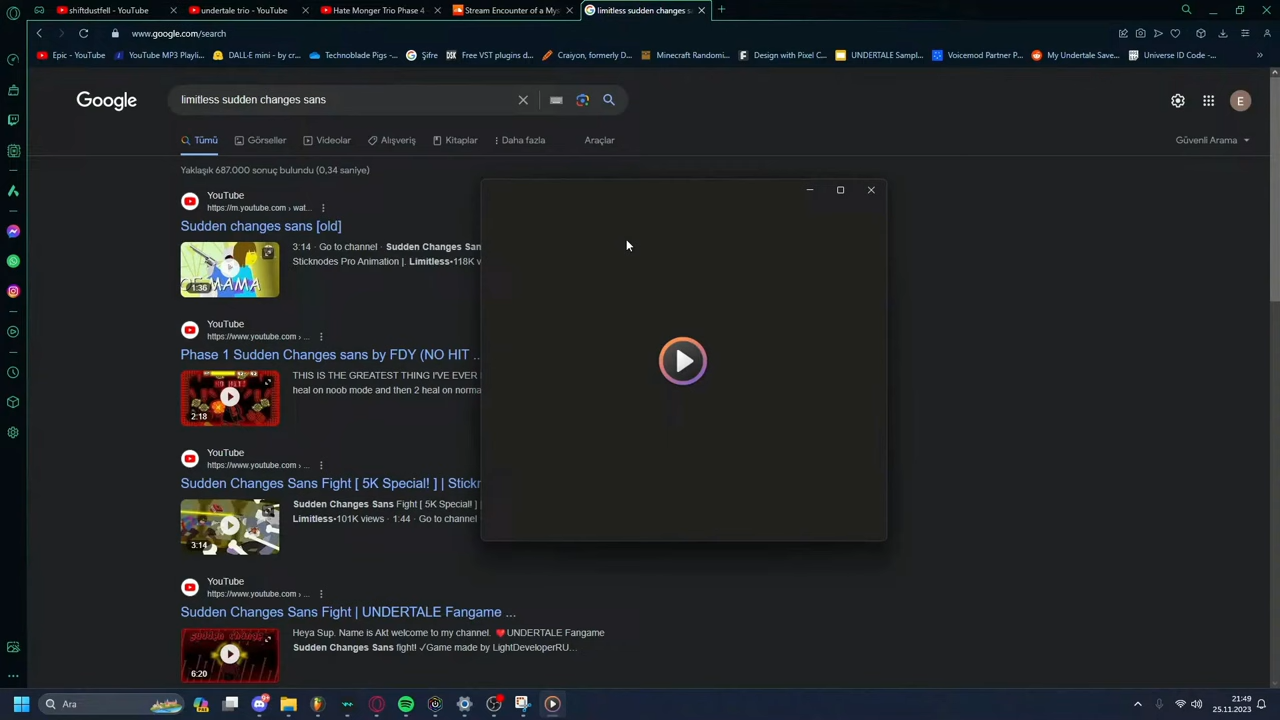 shiftdustfell - YouTube
undertale trio - YouTube
Hate Monger Trio Phase 4
Stream Encounter of a Mys
limitless sudden changes s
www.google.com/search
Epic - YouTube
YouTube MP3 Playli...
DALL·E mini - by cr...
Technoblade Pigs -...
Şifre
Free VST plugins d...
Craiyon, formerly D...
Minecraft Randomi...
Design with Pixel C...
UNDERTALE Sampl...
Voicemod Partner P...
My Undertale Save...
Universe ID Code -...
Google
limitless sudden changes sans
E
Tümü
Görseller
Videolar
Alışveriş
Kitaplar
Daha fazla
Araçlar
Güvenli Arama
Yaklaşık 687.000 sonuç bulundu (0,34 saniye)
YouTube
https://m.youtube.com › wat...
Sudden changes sans [old]
3:14 · Go to channel · Sudden Changes San
Sticknodes Pro Animation |. Limitless•118K v
1:36
YouTube
https://www.youtube.com › ...
Phase 1 Sudden Changes sans by FDY (NO HIT ...
THIS IS THE GREATEST THING I'VE EVER
heal on noob mode and then 2 heal on norma
2:18
YouTube
https://www.youtube.com › ...
Sudden Changes Sans Fight [ 5K Special! ] | Stickn
Sudden Changes Sans Fight [ 5K Special! ]
Limitless•101K views · 1:44 · Go to channel
3:14
YouTube
https://www.youtube.com › ...
Sudden Changes Sans Fight | UNDERTALE Fangame ...
Heya Sup. Name is Akt welcome to my channel. ❤️UNDERTALE Fangame
Sudden Changes Sans fight! ✓Game made by LightDeveloperRU...
6:20
Ara
21:49
25.11.2023